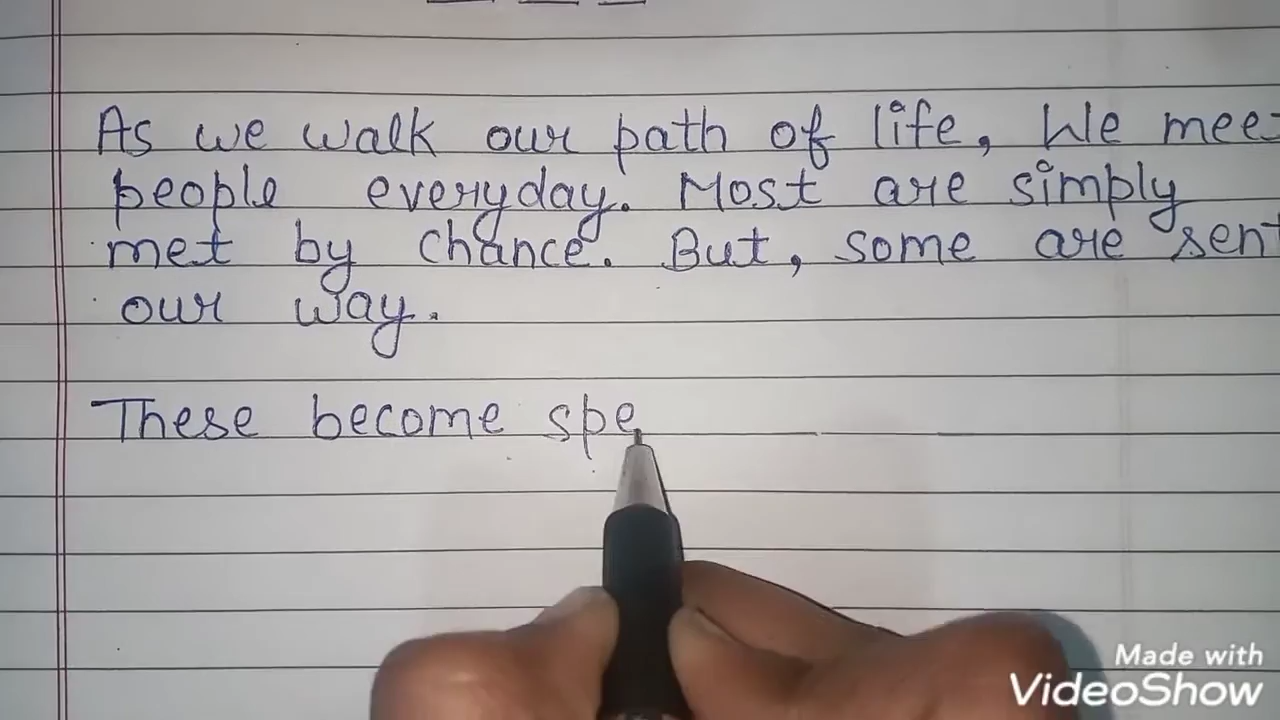 As we walk our path of life, We mee
people everyday. Most are simply
met by chance. But, some are sent
our way.
These become spe
Made with
VideoShow